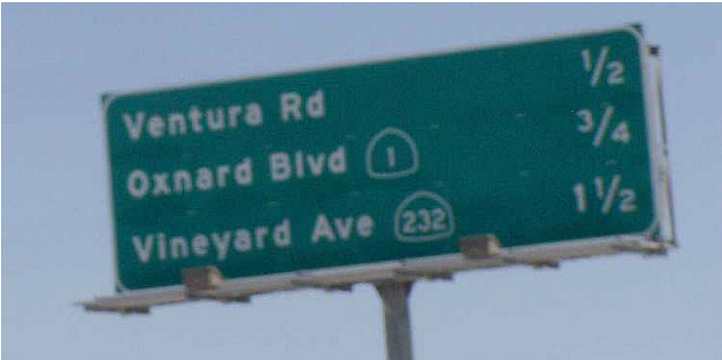 Ventura Rd 1/2
Oxnard Blvd 1 3/4
Vineyard Ave 232 1 1/2